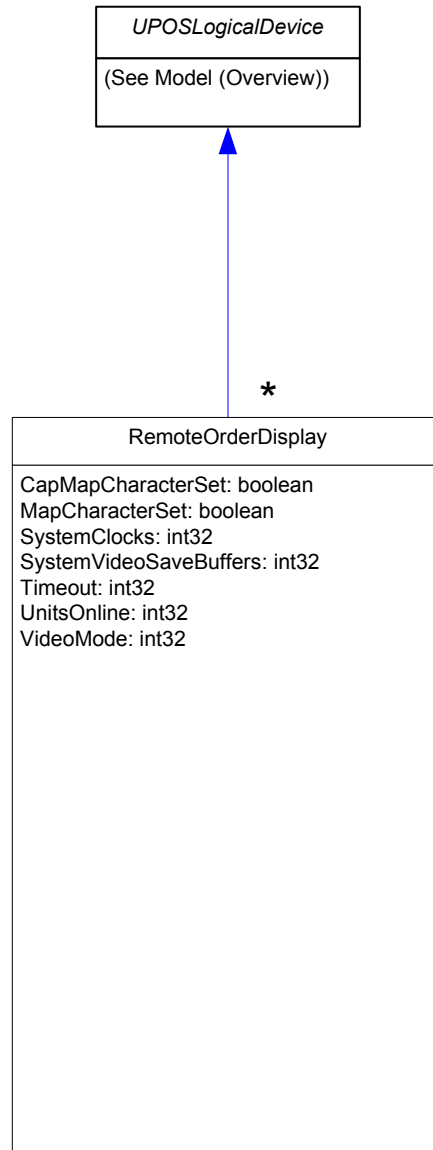 UPOSLogicalDevice
(See Model (Overview))
*
RemoteOrderDisplay
CapMapCharacterSet: boolean
MapCharacterSet: boolean
SystemClocks: int32
SystemVideoSaveBuffers: int32
Timeout: int32
UnitsOnline: int32
VideoMode: int32